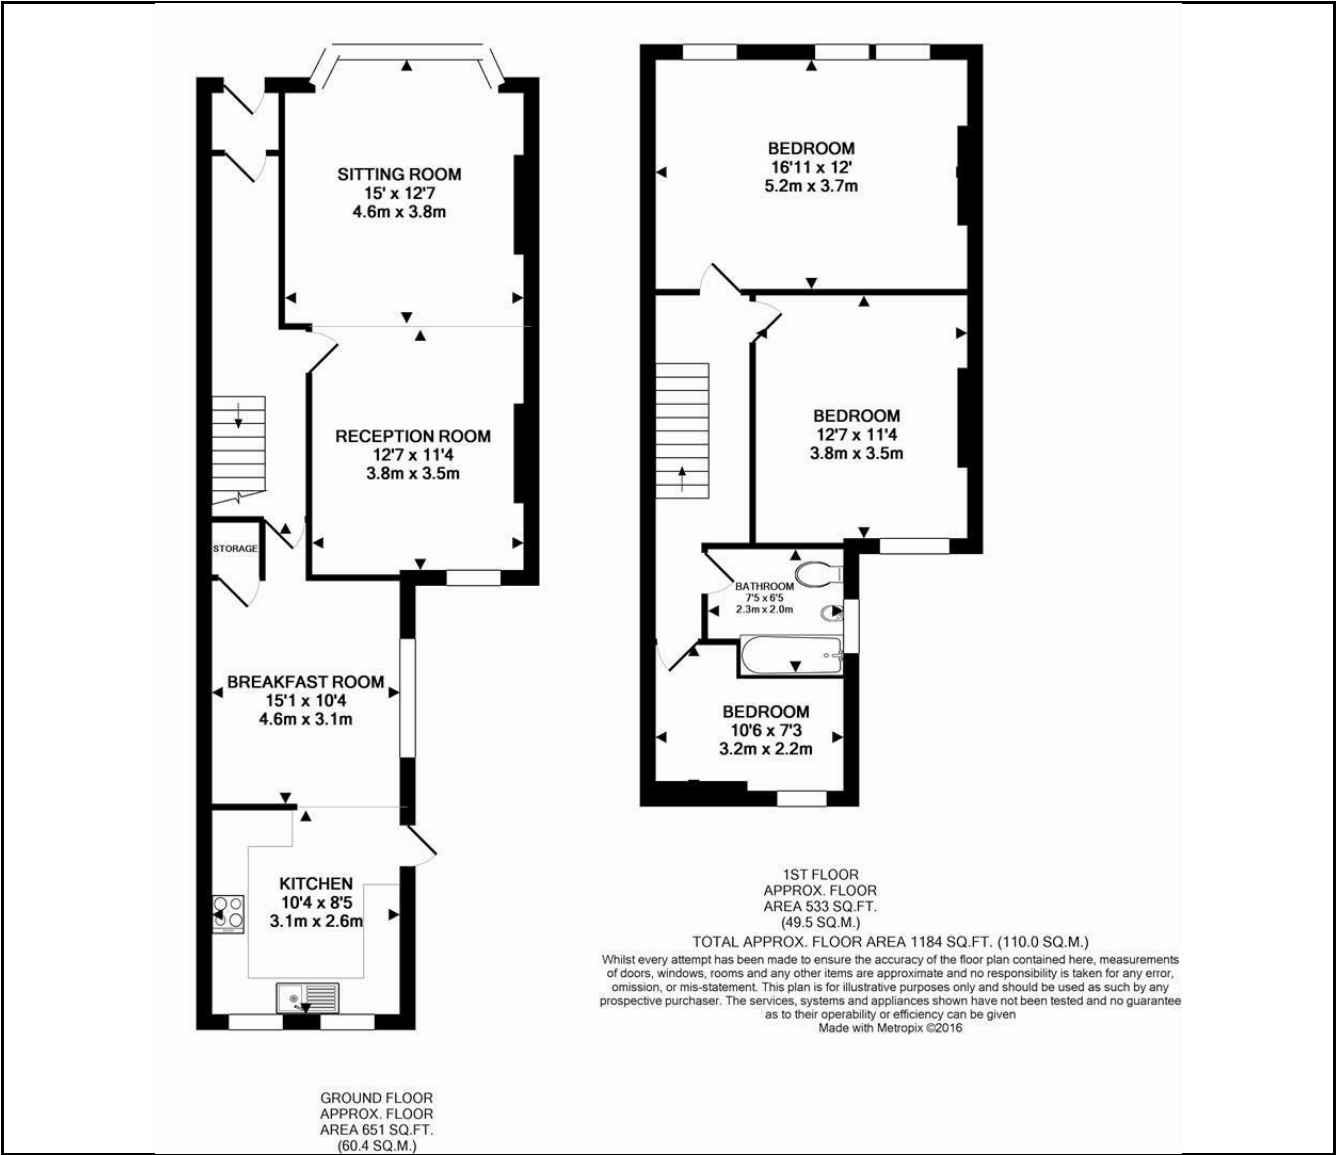 SITTING ROOM
15' x 12'7
4.6m x 3.8m
RECEPTION ROOM
12'7 x 11'4
3.8m x 3.5m
STORAGE
BREAKFAST ROOM
15'1 x 10'4
4.6m x 3.1m
KITCHEN
10'4 x 8'5
3.1m x 2.6m
GROUND FLOOR
APPROX. FLOOR
AREA 651 SQ.FT.
(60.4 SQ.M.)
BEDROOM
16'11 x 12'
5.2m x 3.7m
BEDROOM
12'7 x 11'4
3.8m x 3.5m
BATHROOM
7'5 x 6'5
2.3m x 2.0m
BEDROOM
10'6 x 7'3
3.2m x 2.2m
1ST FLOOR
APPROX. FLOOR
AREA 533 SQ.FT.
(49.5 SQ.M.)
TOTAL APPROX. FLOOR AREA 1184 SQ.FT. (110.0 SQ.M.)
Whilst every attempt has been made to ensure the accuracy of the floor plan contained here, measurements
of doors, windows, rooms and any other items are approximate and no responsibility is taken for any error,
omission, or mis-statement. This plan is for illustrative purposes only and should be used as such by any
prospective purchaser. The services, systems and appliances shown have not been tested and no guarantee
as to their operability or efficiency can be given
Made with Metropix ©2016